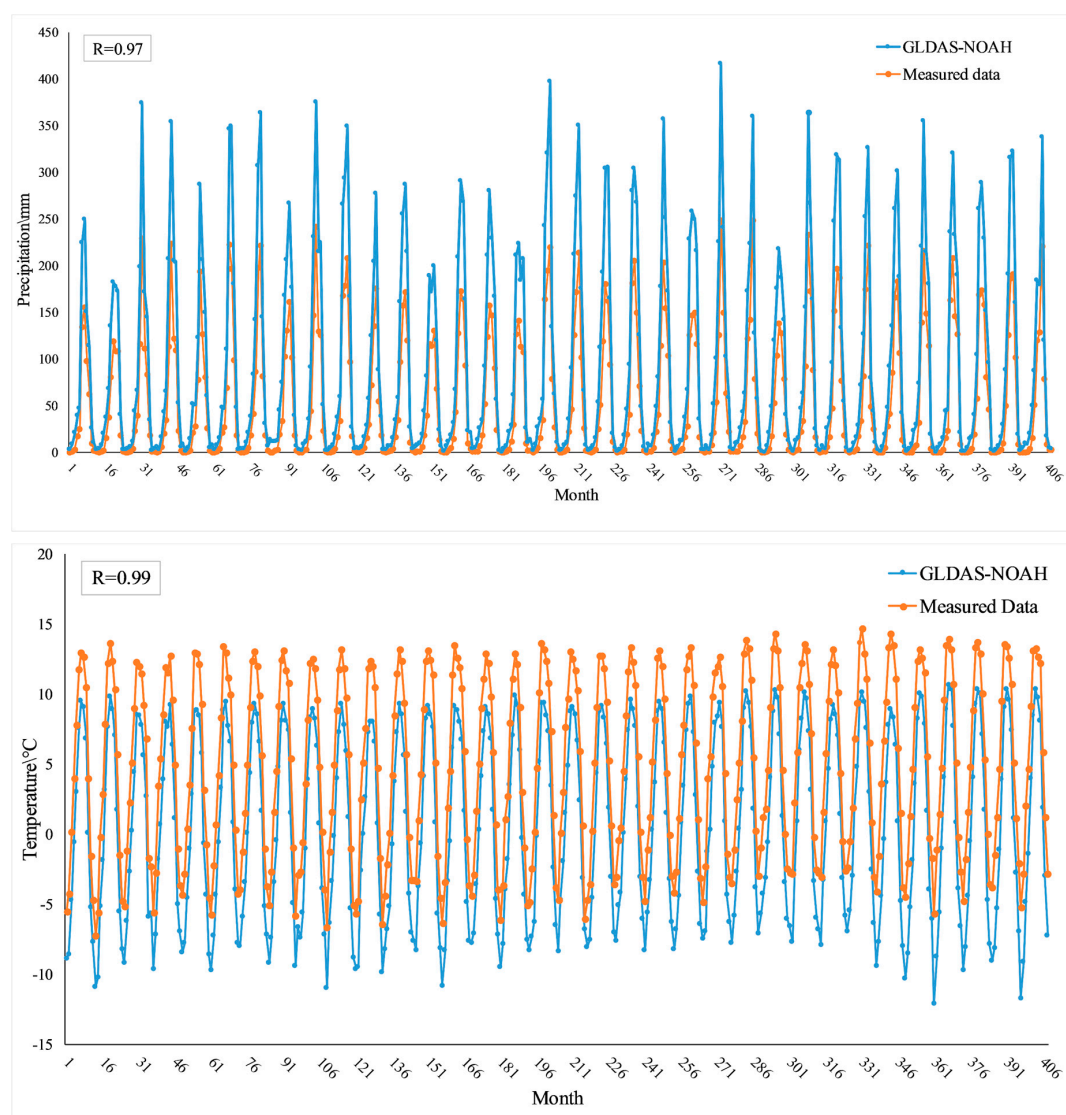 450
400
350
300
250
200
150
100
50
0
Precipitation\mm
R=0.97
GLDAS-NOAH
Measured data
1 16 31 46 61 76 91 106 121 136 151 166 181 196 211 226 241 256 271 286 301 316 331 346 361 376 391 406
Month
20
15
10
5
0
-5
-10
-15
Temperature\°C
R=0.99
GLDAS-NOAH
Measured Data
1 16 31 46 61 76 91 106 121 136 151 166 181 196 211 226 241 256 271 286 301 316 331 346 361 376 391 406
Month